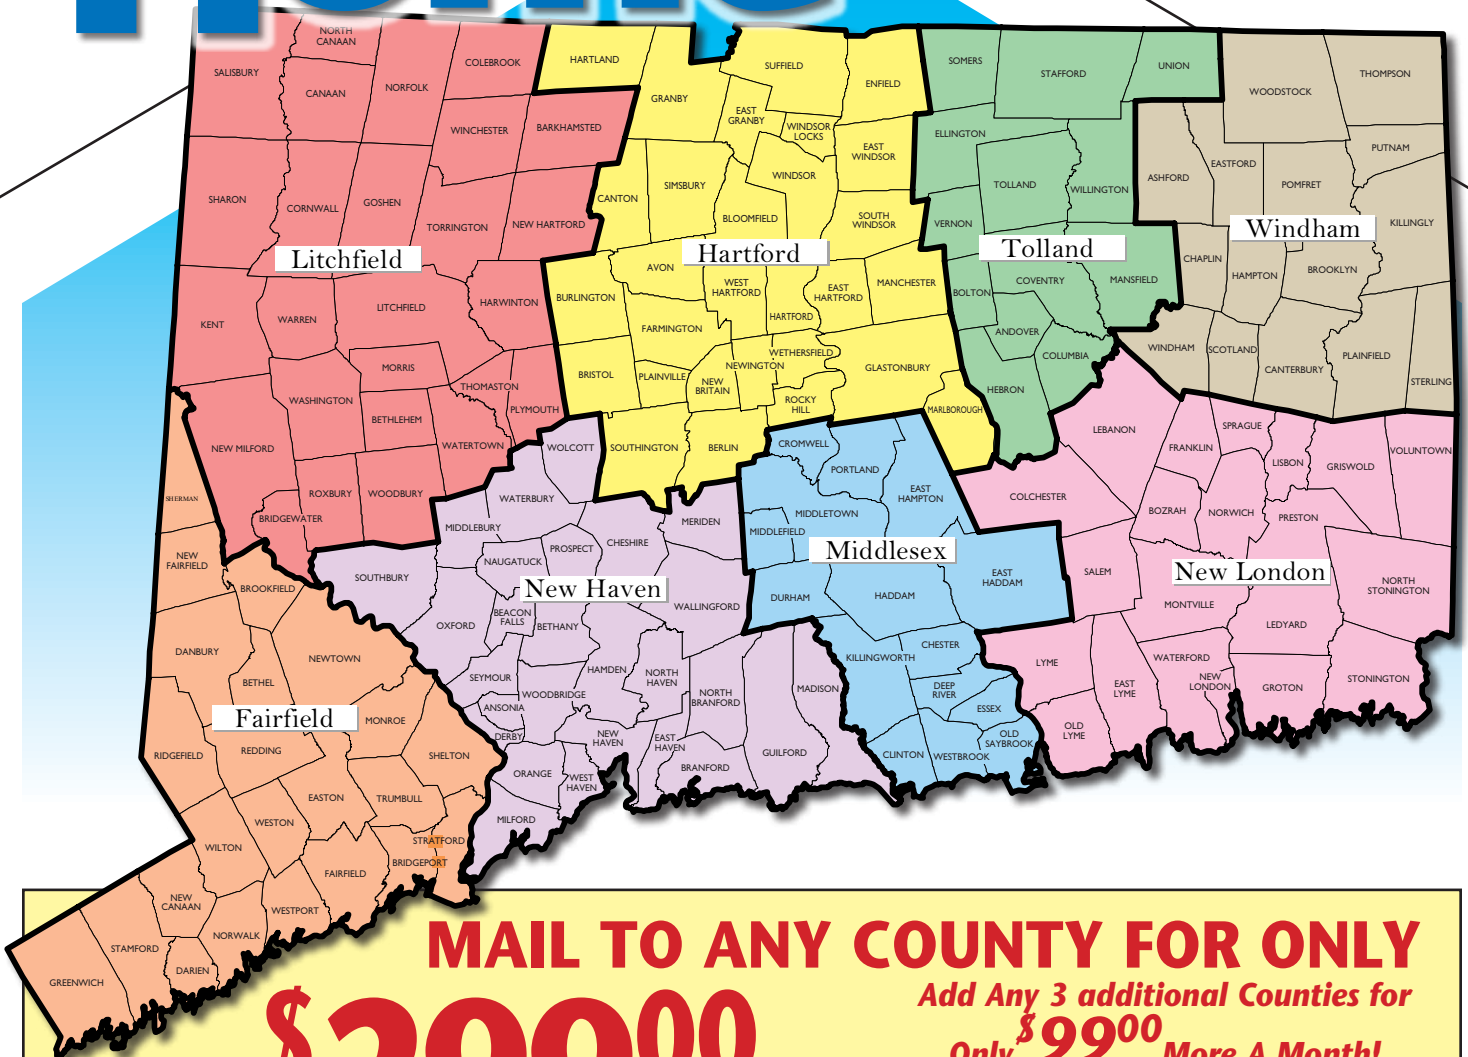 NORTH
CANAAN
SALISBURY
CANAAN
NORFOLK
COLEBROOK
WINCHESTER
BARKHAMSTED
SHARON
CORNWALL
GOSHEN
TORRINGTON
NEW HARTFORD
Litchfield
KENT
WARREN
LITCHFIELD
HARWINTON
MORRIS
WASHINGTON
BETHLEHEM
THOMASTON
PLYMOUTH
NEW MILFORD
WATERTOWN
ROXBURY
WOODBURY
BRIDGEWATER
HARTLAND
GRANBY
SUFFIELD
ENFIELD
EAST
GRANBY
WINDSOR
LOCKS
EAST
WINDSOR
CANTON
SIMSBURY
WINDSOR
BLOOMFIELD
SOUTH
WINDSOR
Hartford
AVON
BURLINGTON
WEST
HARTFORD
HARTFORD
EAST
HARTFORD
MANCHESTER
FARMINGTON
WETHERSFIELD
NEWINGTON
GLASTONBURY
BRISTOL
PLAINVILLE
NEW
BRITAIN
ROCKY
HILL
MARLBOROUGH
SOUTHINGTON
BERLIN
SOMERS
STAFFORD
UNION
ELLINGTON
TOLLAND
WILLINGTON
VERNON
Tolland
BOLTON
COVENTRY
MANSFIELD
ANDOVER
COLUMBIA
HEBRON
WOODSTOCK
THOMPSON
PUTNAM
ASHFORD
EASTFORD
POMFRET
KILLINGLY
Windham
CHAPLIN
HAMPTON
BROOKLYN
WINDHAM
SCOTLAND
CANTERBURY
PLAINFIELD
STERLING
SHERMAN
NEW
FAIRFIELD
BROOKFIELD
DANBURY
NEWTOWN
BETHEL
Fairfield
MONROE
RIDGEFIELD
REDDING
SHELTON
EASTON
TRUMBULL
WESTON
STRATFORD
WILTON
BRIDGEPORT
FAIRFIELD
NEW
CANAAN
WESTPORT
NORWALK
STAMFORD
DARIEN
GREENWICH
WOLCOTT
WATERBURY
MIDDLEBURY
MERIDEN
CHESHIRE
PROSPECT
NAUGATUCK
SOUTHBURY
New Haven
WALLINGFORD
OXFORD
BEACON
FALLS
BETHANY
SEYMOUR
HAMDEN
NORTH
HAVEN
WOODBRIDGE
NORTH
BRANFORD
MADISON
ANSONIA
DERBY
NEW
HAVEN
EAST
HAVEN
GUILFORD
BRANFORD
ORANGE
WEST
HAVEN
MILFORD
CROMWELL
PORTLAND
EAST
HAMPTON
MIDDLETOWN
MIDDLEFIELD
Middlesex
EAST
HADDAM
DURHAM
HADDAM
CHESTER
KILLINGWORTH
DEEP
RIVER
ESSEX
OLD
SAYBROOK
CLINTON
WESTBROOK
LEBANON
FRANKLIN
SPRAGUE
LISBON
GRISWOLD
VOLUNTOWN
COLCHESTER
BOZRAH
NORWICH
PRESTON
SALEM
New London
NORTH
STONINGTON
MONTVILLE
LEDYARD
LYME
WATERFORD
EAST
LYME
NEW
LONDON
GROTON
STONINGTON
OLD
LYME
MAIL TO ANY COUNTY FOR ONLY
Add Any 3 additional Counties for
Only $9900 More A Month!